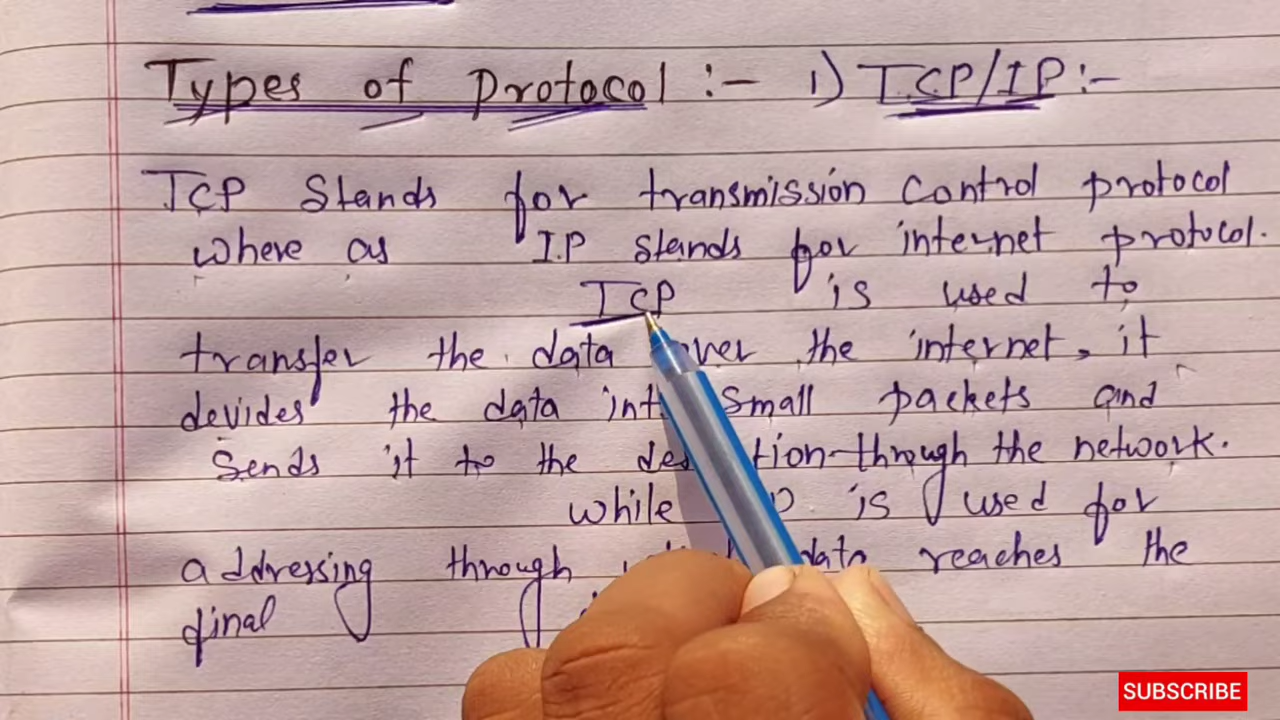 Types of Protocol :- 1) TCP/IP :-
TCP Stands for transmission Control protocol
where as I.P stands for internet protocol.
TCP is used to
transfer the data over the internet, it
devides the data into small packets and
Sends it to the through the network.
while is used for
addressing through data reaches the
final
SUBSCRIBE